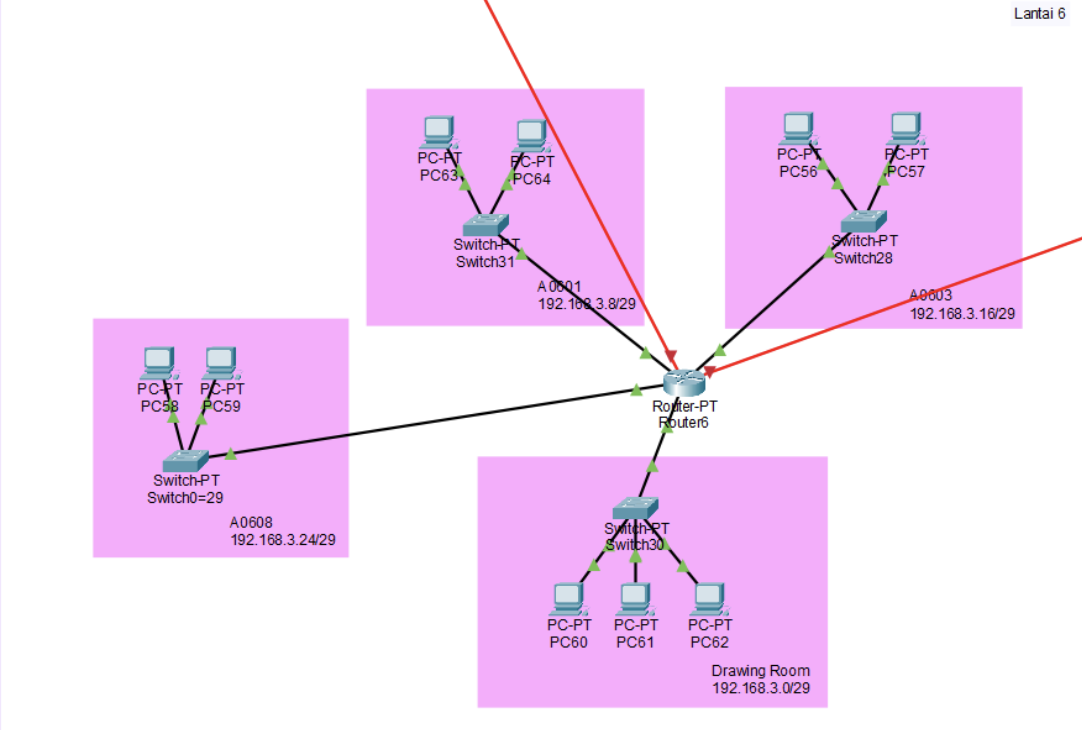 Lantai 6
PC-PT
PC63
PC-PT
PC64
Switch-PT
Switch31
A0601
192.168.3.8/29
PC-PT
PC56
PC-PT
PC57
Switch-PT
Switch28
A0603
192.168.3.16/29
PC-PT
PC58
PC-PT
PC59
Switch-PT
Switch0=29
A0608
192.168.3.24/29
Router-PT
Router6
Switch-PT
Switch30
PC-PT
PC60
PC-PT
PC61
PC-PT
PC62
Drawing Room
192.168.3.0/29